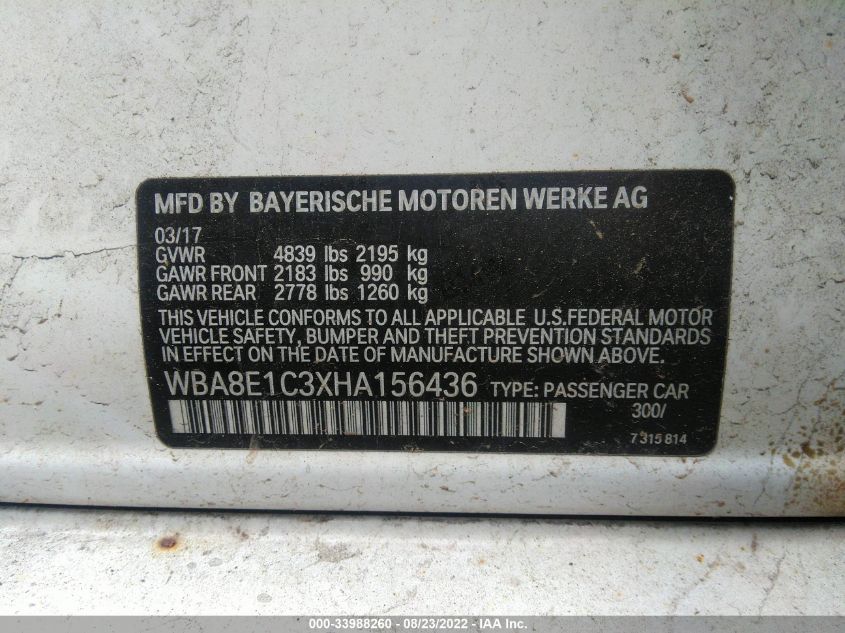 MFD BY BAYERISCHE MOTOREN WERKE AG
03/17
GVWR 4839 lbs 2195 kg
GAWR FRONT 2183 lbs 990 kg
GAWR REAR 2778 lbs 1260 kg
THIS VEHICLE CONFORMS TO ALL APPLICABLE U.S.FEDERAL MOTOR
VEHICLE SAFETY, BUMPER AND THEFT PREVENTION STANDARDS
IN EFFECT ON THE DATE OF MANUFACTURE SHOWN ABOVE.
WBA8E1C3XHA156436 TYPE: PASSENGER CAR
300/
7 315 814
000-33988260 - 08/23/2022 - IAA Inc.